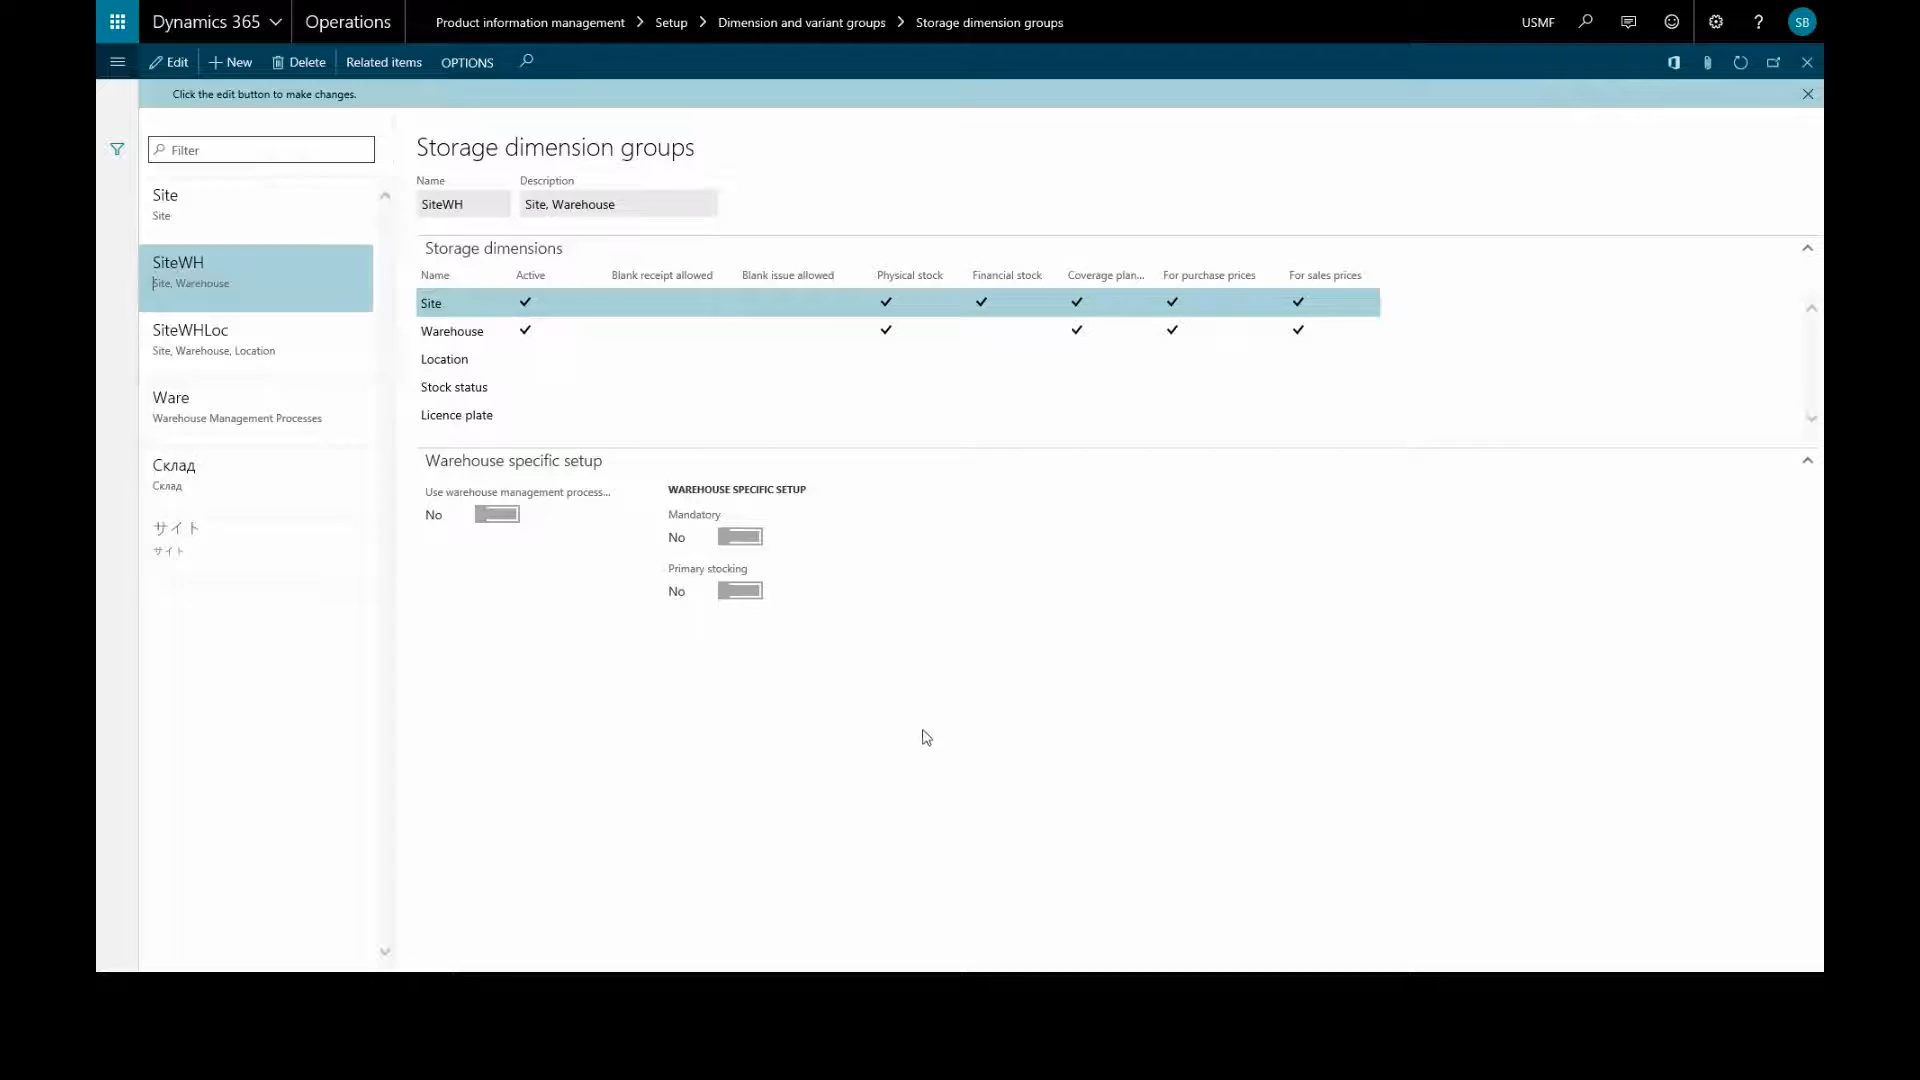 Dynamics 365
Operations
Product information management > Setup > Dimension and variant groups > Storage dimension groups
USMF
?
SB
Edit
New
Delete
Related items
OPTIONS
Click the edit button to make changes.
Filter
Site
Site
SiteWH
Site, Warehouse
SiteWHLoc
Site, Warehouse, Location
Ware
Warehouse Management Processes
Склад
Склад
サイト
サイト
Storage dimension groups
Name Description
SiteWH Site, Warehouse
Storage dimensions
Name Active Blank receipt allowed Blank issue allowed Physical stock Financial stock Coverage plan... For purchase prices For sales prices
Site
Warehouse
Location
Stock status
Licence plate
Warehouse specific setup
Use warehouse management process...
No
WAREHOUSE SPECIFIC SETUP
Mandatory
No
Primary stocking
No